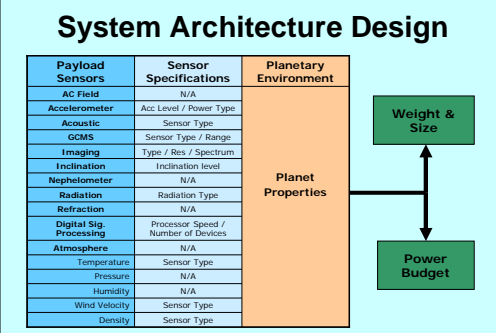 System Architecture Design
Payload Sensors | Sensor Specifications | Planetary Environment
AC Field | N/A
Accelerometer | Acc Level / Power Type
Acoustic | Sensor Type
GCMS | Sensor Type / Range
Imaging | Type / Res / Spectrum
Inclination | Inclination level
Nephelometer | N/A
Radiation | Radiation Type
Refraction | N/A
Digital Sig. Processing | Processor Speed / Number of Devices
Atmosphere | N/A
Temperature | Sensor Type
Pressure | N/A
Humidity | N/A
Wind Velocity | Sensor Type
Density | Sensor Type
Planet
Properties
Weight &
Size
Power
Budget